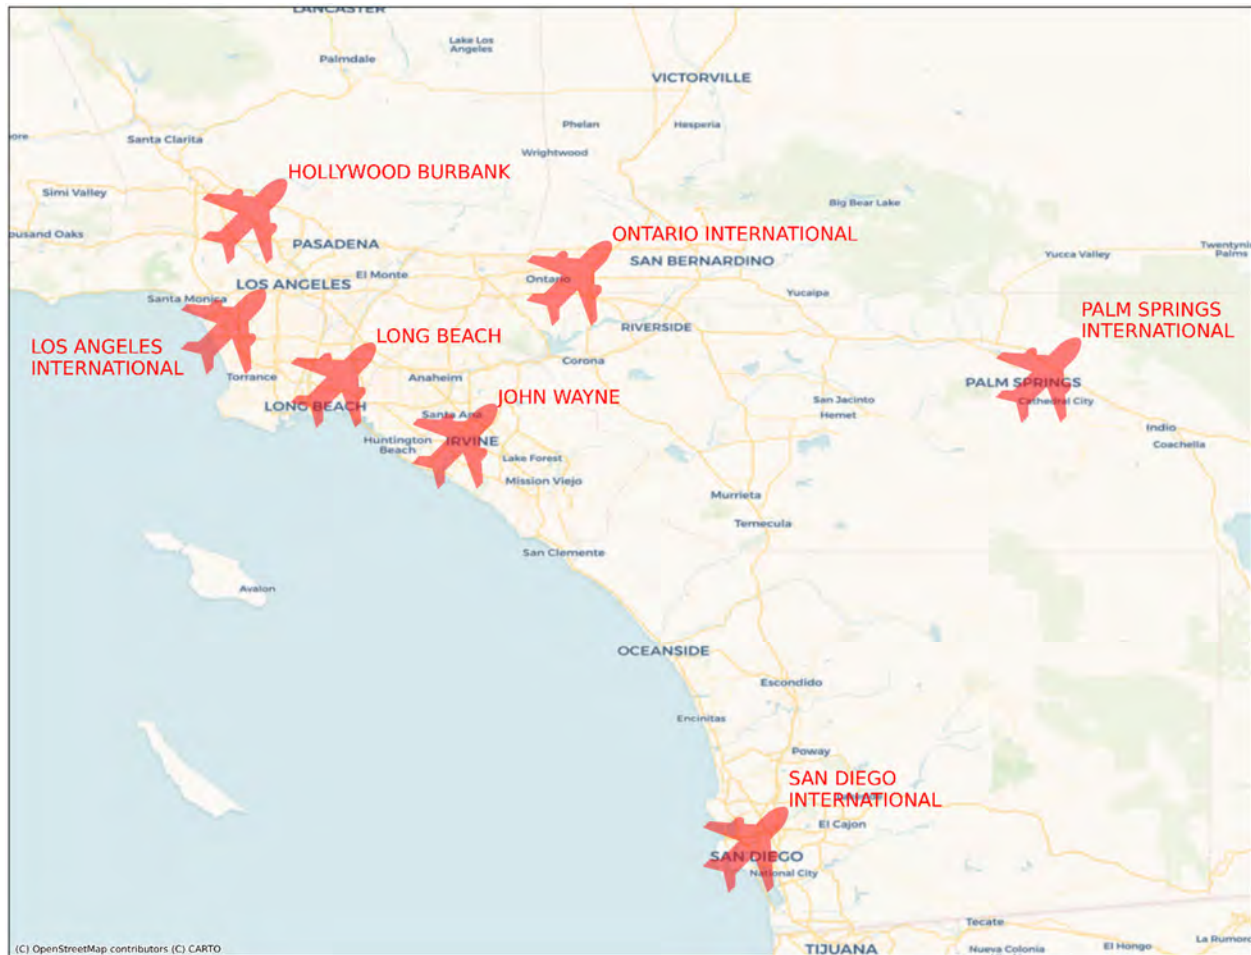 LANCASTER
Lake Los
Angeles
Palmdale
VICTORVILLE
Phelan
Hesperia
ore
Santa Clarita
Wrightwood
HOLLYWOOD BURBANK
Simi Valley
Big Bear Lake
ousand Oaks
PASADENA
ONTARIO INTERNATIONAL
Twentynin
Palms
Yucca Valley
SAN BERNARDINO
El Monte
Ontario
LOS ANGELES
Santa Monica
Yucaipa
PALM SPRINGS
INTERNATIONAL
RIVERSIDE
LONG BEACH
LOS ANGELES
INTERNATIONAL
Corona
Torrance
Anaheim
PALM SPRINGS
JOHN WAYNE
San Jacinto
Cathedral City
LONG BEACH
Santa Ana
Hemet
Indio
Huntington
Beach
IRVINE
Coachella
Lake Forest
Mission Viejo
Murrieta
Temecula
San Clemente
Avalon
OCEANSIDE
Escondido
Encinitas
Poway
SAN DIEGO
INTERNATIONAL
El Cajon
SAN DIEGO
National City
Tecate
La Rumoro
(C) OpenStreetMap contributors (C) CARTO
TIJUANA
Nueva Colonia
El Hongo